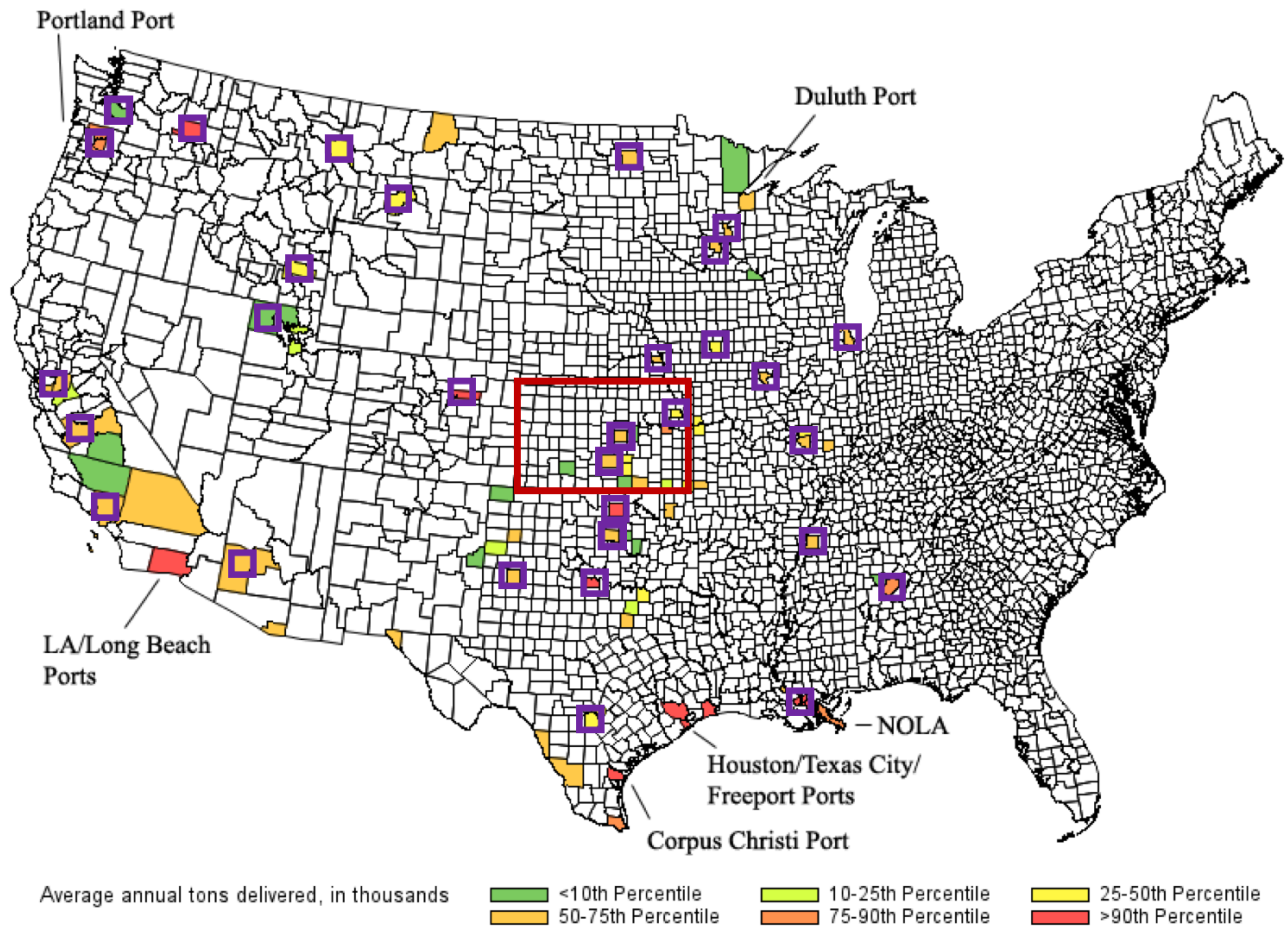 Portland Port
Duluth Port
LA/Long Beach
Ports
NOLA
Houston/Texas City/
Freeport Ports
Corpus Christi Port
Average annual tons delivered, in thousands
<10th Percentile
10-25th Percentile
25-50th Percentile
50-75th Percentile
75-90th Percentile
>90th Percentile